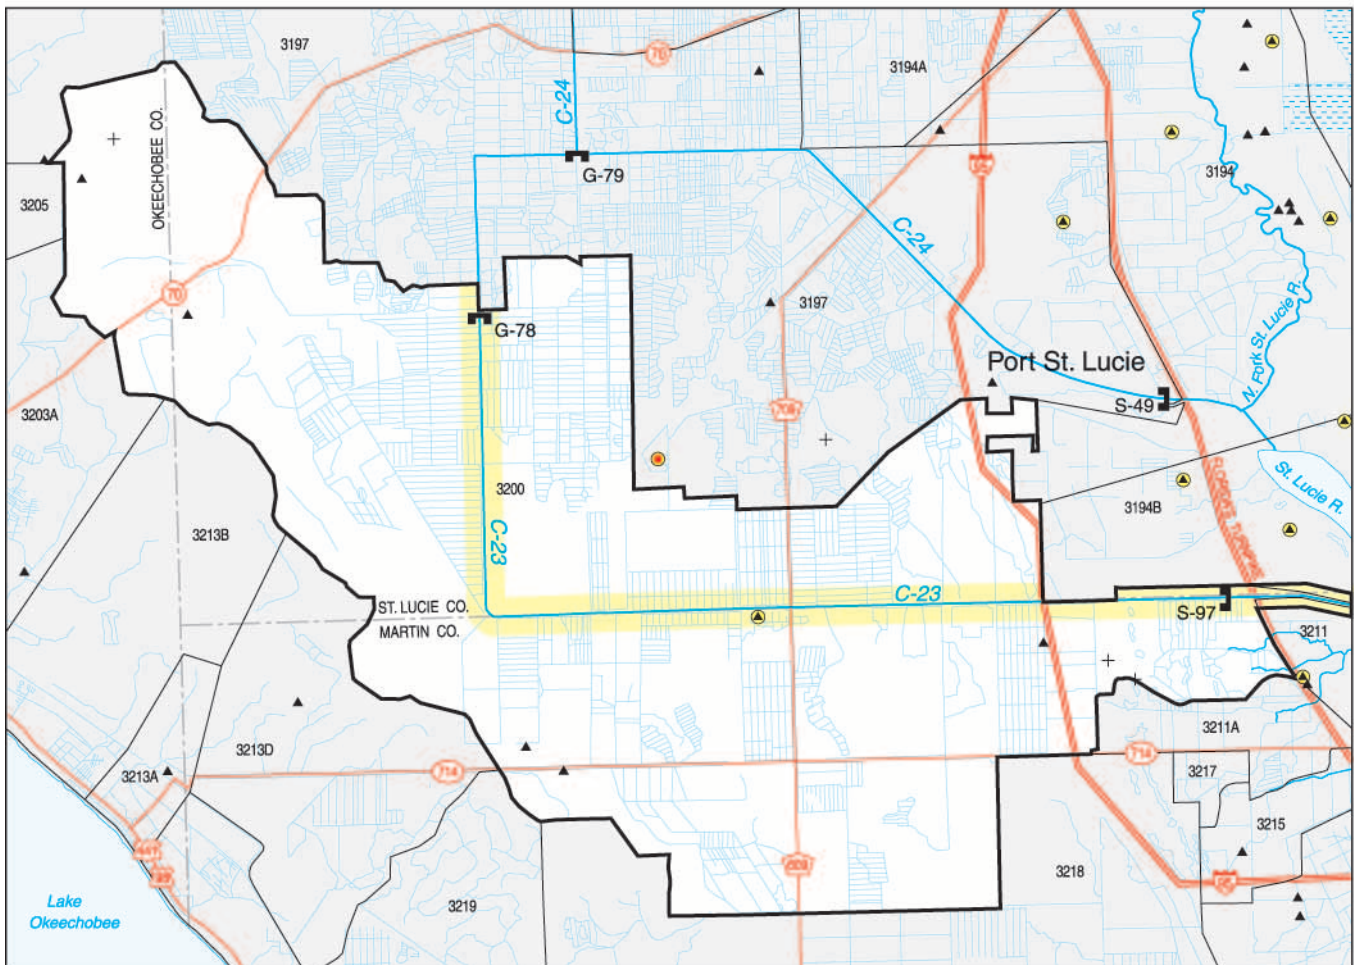 3197
70
3194A
C-24
OKEECHOBEE CO.
G-79
95
3194
3205
C-24
70
3197
N. Fork St. Lucie R.
G-78
Port St. Lucie
S-49
3203A
709
FLORIDA'S TURNPIKE
St. Lucie R.
3200
3194B
3213B
C-23
C-23
ST. LUCIE CO.
MARTIN CO.
S-97
3211
3211A
3213D
714
714
3213A
3217
3215
441
98
609
3218
95
3219
Lake
Okeechobee